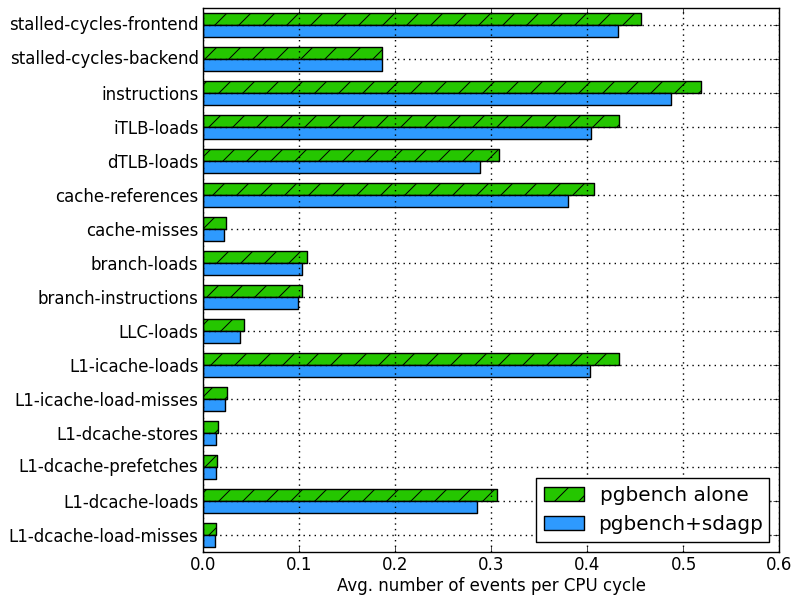 stalled-cycles-frontend
stalled-cycles-backend
instructions
iTLB-loads
dTLB-loads
cache-references
cache-misses
branch-loads
branch-instructions
LLC-loads
L1-icache-loads
L1-icache-load-misses
L1-dcache-stores
L1-dcache-prefetches
L1-dcache-loads
L1-dcache-load-misses
pgbench alone
pgbench+sdagp
0.0 0.1 0.2 0.3 0.4 0.5 0.6
Avg. number of events per CPU cycle